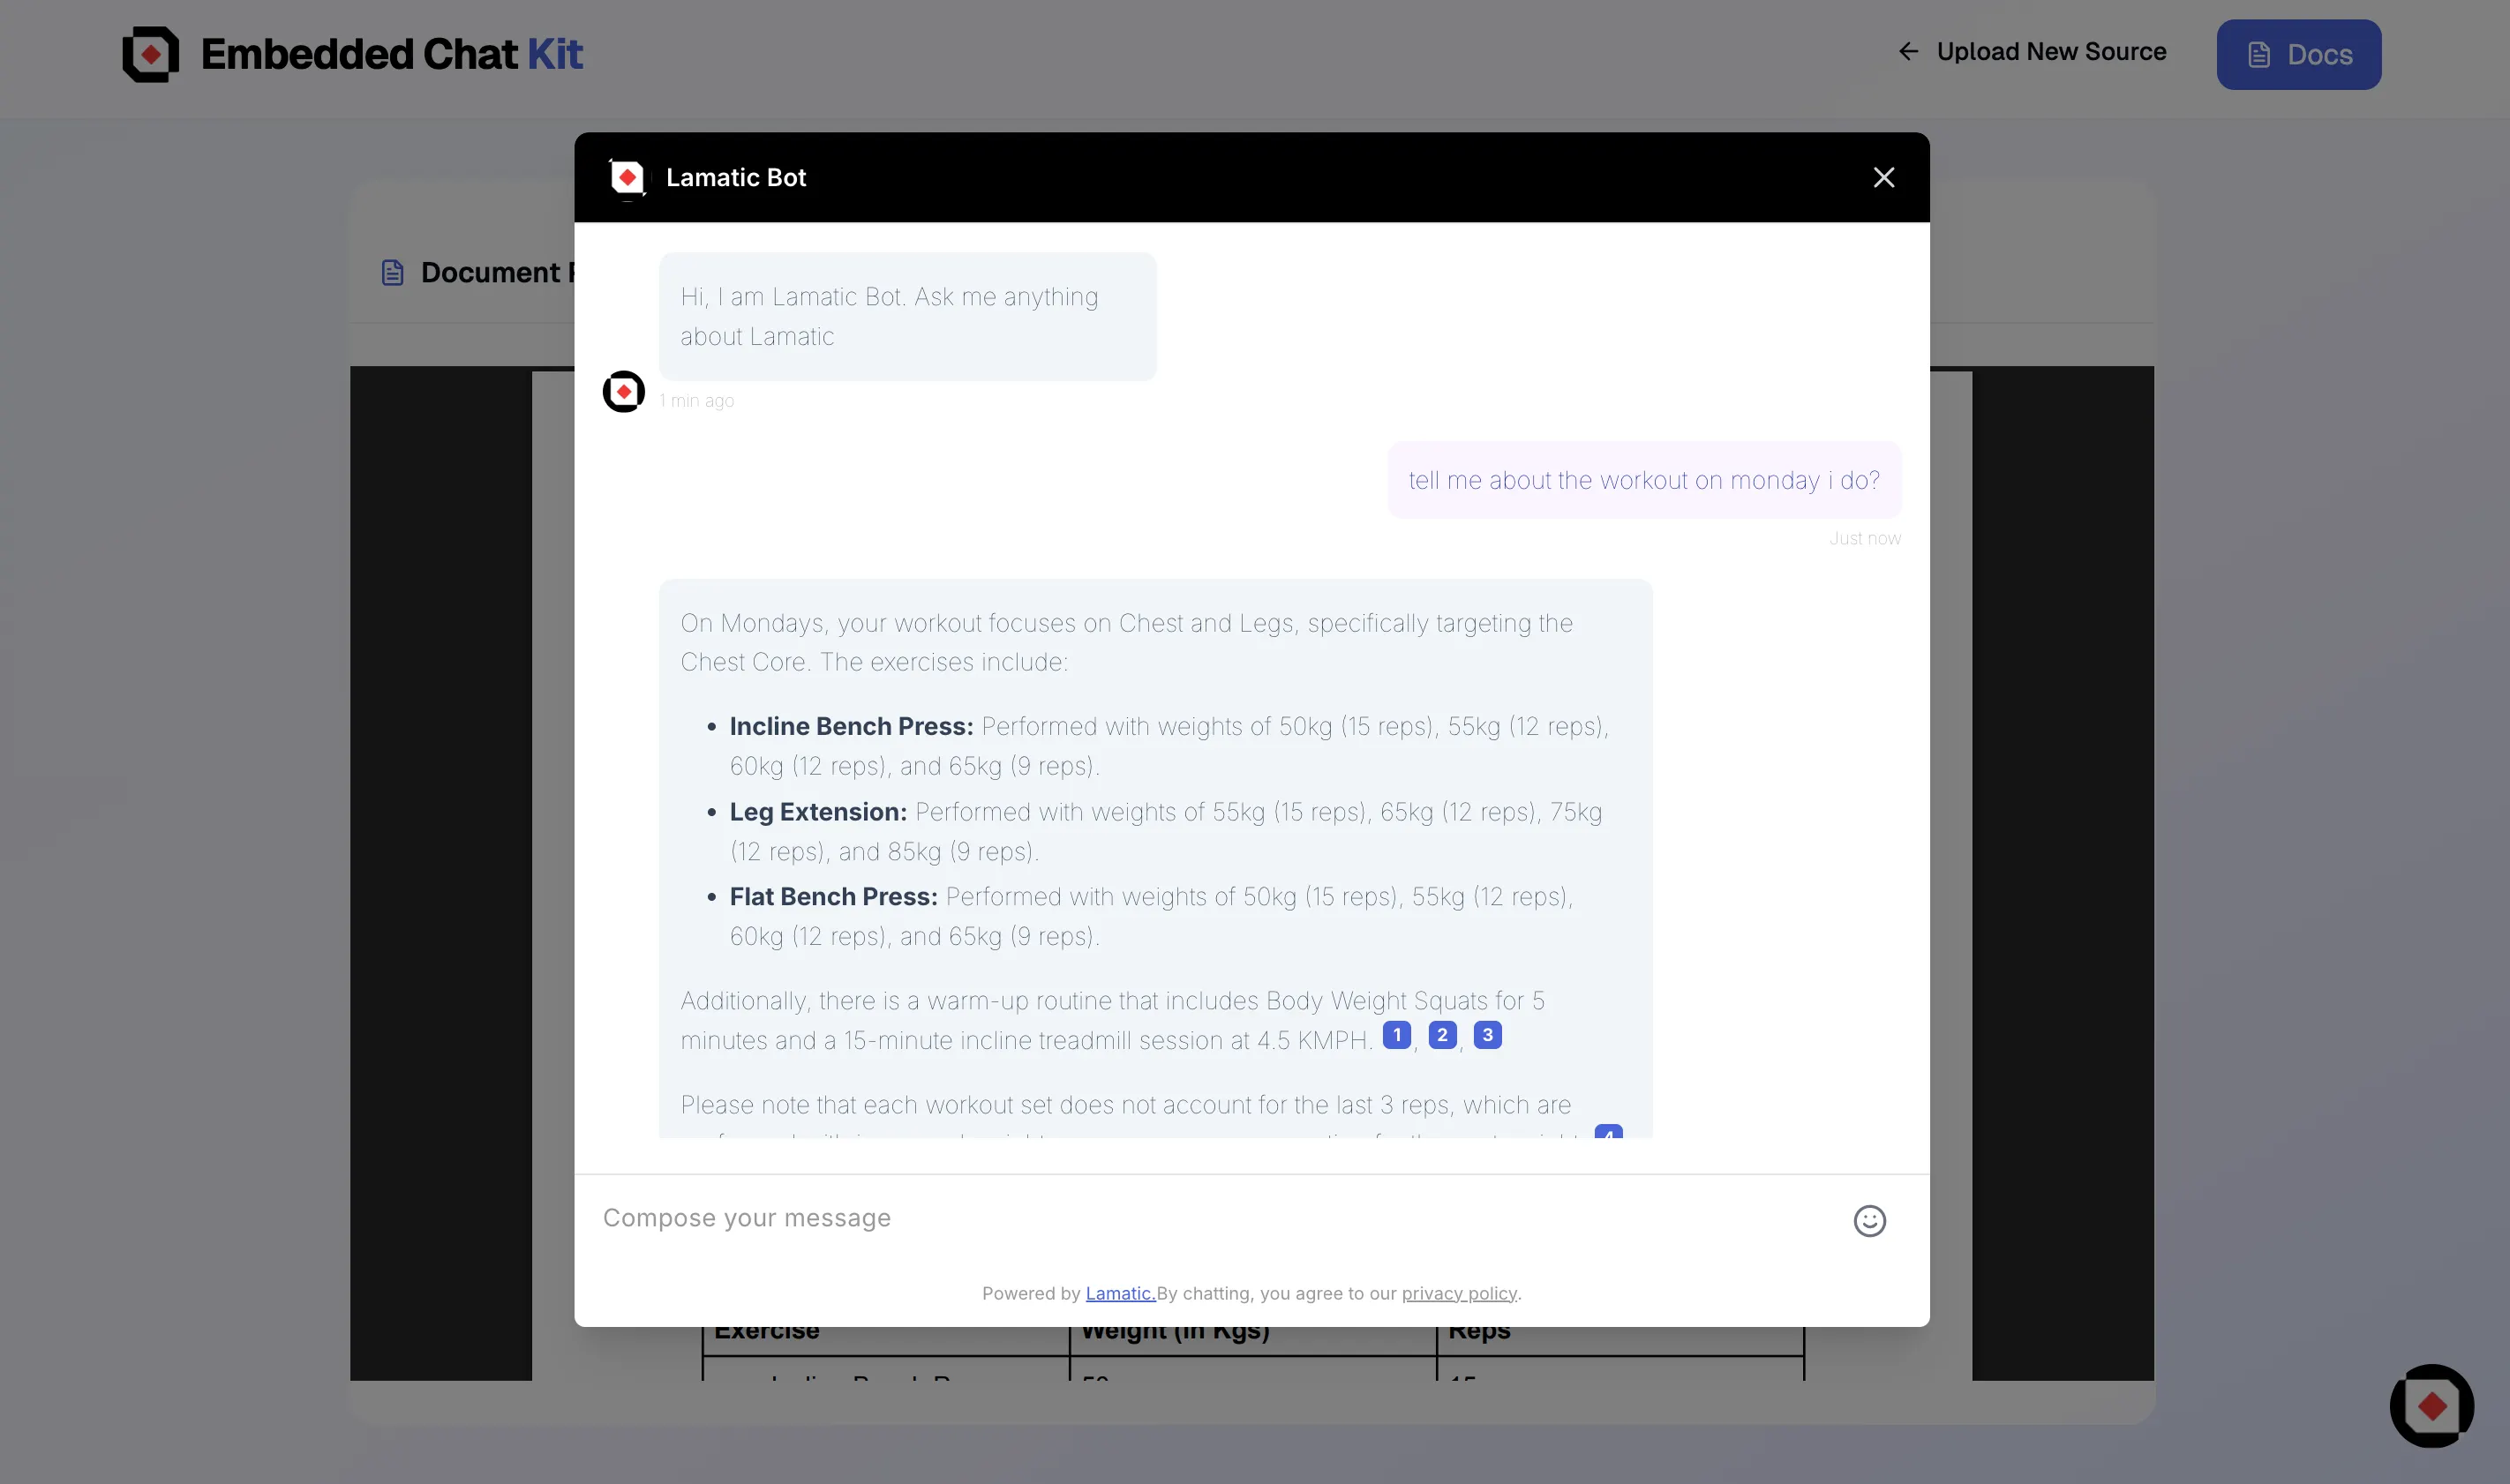 Embedded Chat Kit
Upload New Source
Docs
Lamatic Bot
Document
Hi, I am Lamatic Bot. Ask me anything
about Lamatic
1 min ago
tell me about the workout on monday i do?
Just now
On Mondays, your workout focuses on Chest and Legs, specifically targeting the
Chest Core. The exercises include:
• Incline Bench Press: Performed with weights of 50kg (15 reps), 55kg (12 reps),
60kg (12 reps), and 65kg (9 reps).
• Leg Extension: Performed with weights of 55kg (15 reps), 65kg (12 reps), 75kg
(12 reps), and 85kg (9 reps).
• Flat Bench Press: Performed with weights of 50kg (15 reps), 55kg (12 reps),
60kg (12 reps), and 65kg (9 reps).
Additionally, there is a warm-up routine that includes Body Weight Squats for 5
minutes and a 15-minute incline treadmill session at 4.5 KMPH. 1, 2, 3
Please note that each workout set does not account for the last 3 reps, which are
4
Compose your message
Powered by Lamatic.By chatting, you agree to our privacy policy.
Exercise Weight (in Kgs) Reps